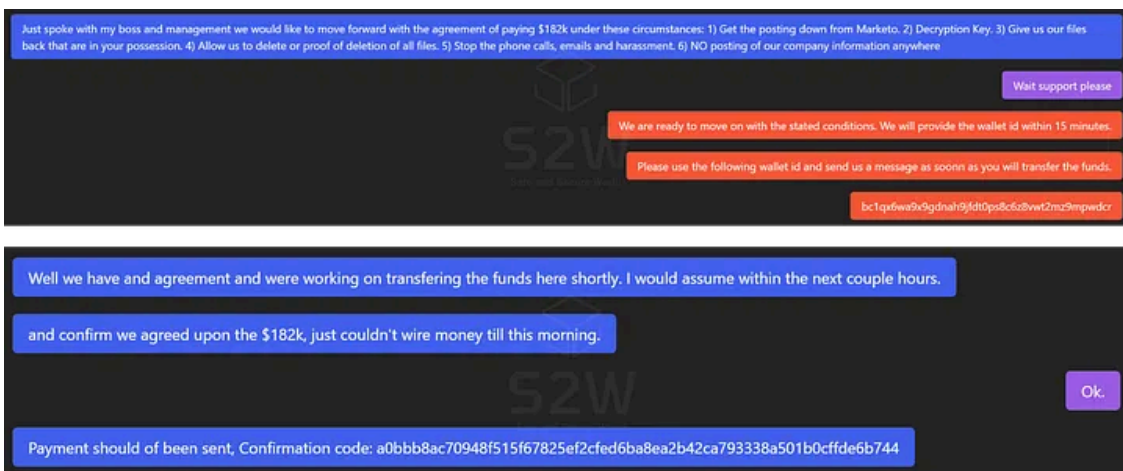 Just spoke with my boss and management we would like to move forward with the agreement of paying $182k under these circumstances: 1) Get the posting down from Marketo. 2) Decryption Key. 3) Give us our files
back that are in your possession. 4) Allow us to delete or proof of deletion of all files. 5) Stop the phone calls, emails and harassment. 6) NO posting of our company information anywhere
Wait support please
We are ready to move on with the stated conditions. We will provide the wallet id within 15 minutes.
S2W
Please use the following wallet id and send us a message as soonn as you will transfer the funds.
bc1qx6wa9x9gdnah9jfdt0ps8c6z8vwt2mz9mpwdcr
Well we have and agreement and were working on transfering the funds here shortly. I would assume within the next couple hours.
and confirm we agreed upon the $182k, just couldn't wire money till this morning.
S2W
Ok.
Payment should of been sent, Confirmation code: a0bbb8ac70948f515f67825ef2cfed6ba8ea2b42ca793338a501b0cffde6b744